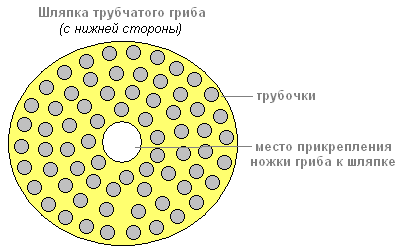 Шляпка трубчатого гриба
(с нижней стороны)
трубочки
место прикрепления
ножки гриба к шляпке